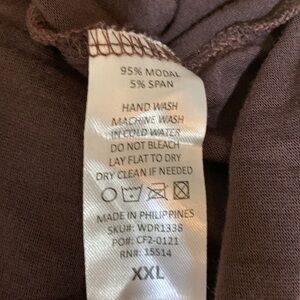 95% MODAL
5% SPAN
HAND WASH
MACHINE WASH
IN COLD WATER
DO NOT BLEACH
LAY FLAT TO DRY
DRY CLEAN IF NEEDED
MADE IN PHILIPPINES
SKU#: WDR1338
PO#: CF2-0121
RN#: 15514
XXL